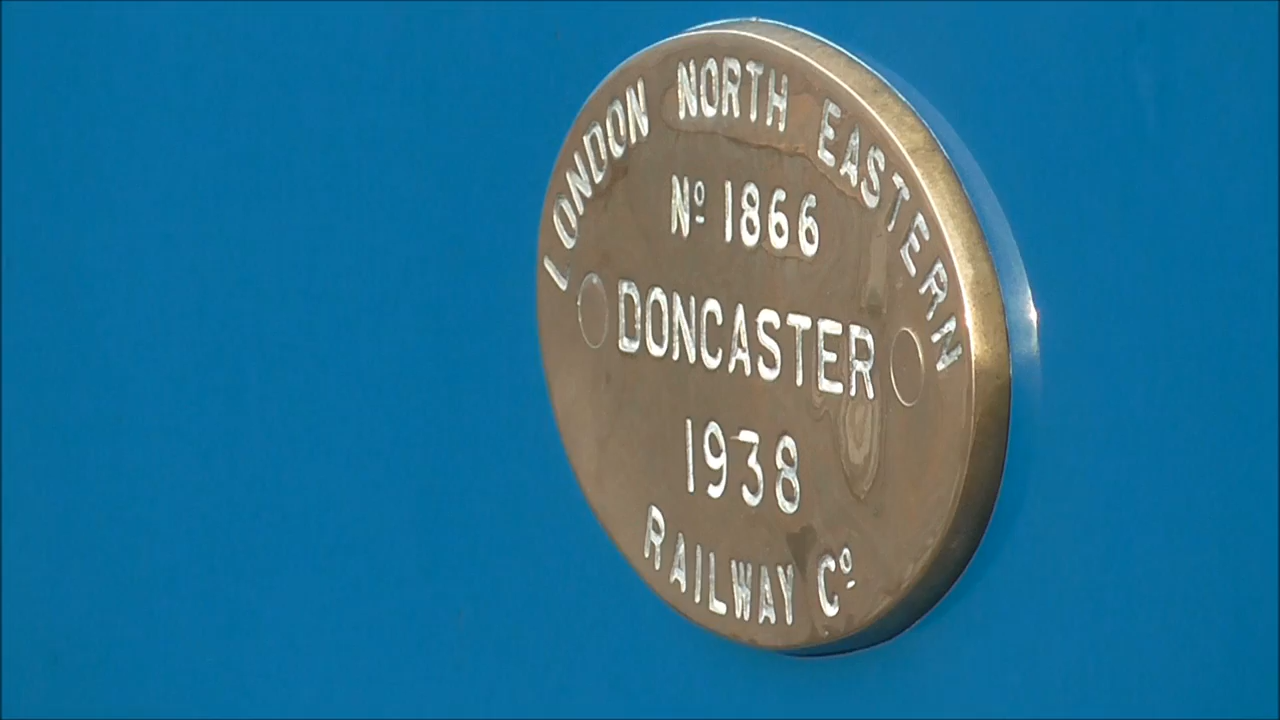 LONDON NORTH EASTERN
Nº 1866
DONCASTER
1938
RAILWAY Cº